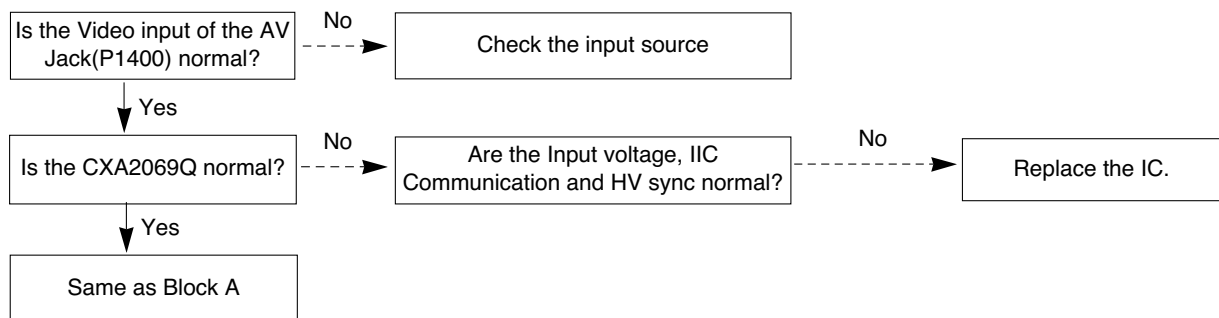 Is the Video input of the AV
Jack(P1400) normal?
No
Check the input source
Yes
Is the CXA2069Q normal?
No
Are the Input voltage, IIC
Communication and HV sync normal?
No
Replace the IC.
Yes
Same as Block A